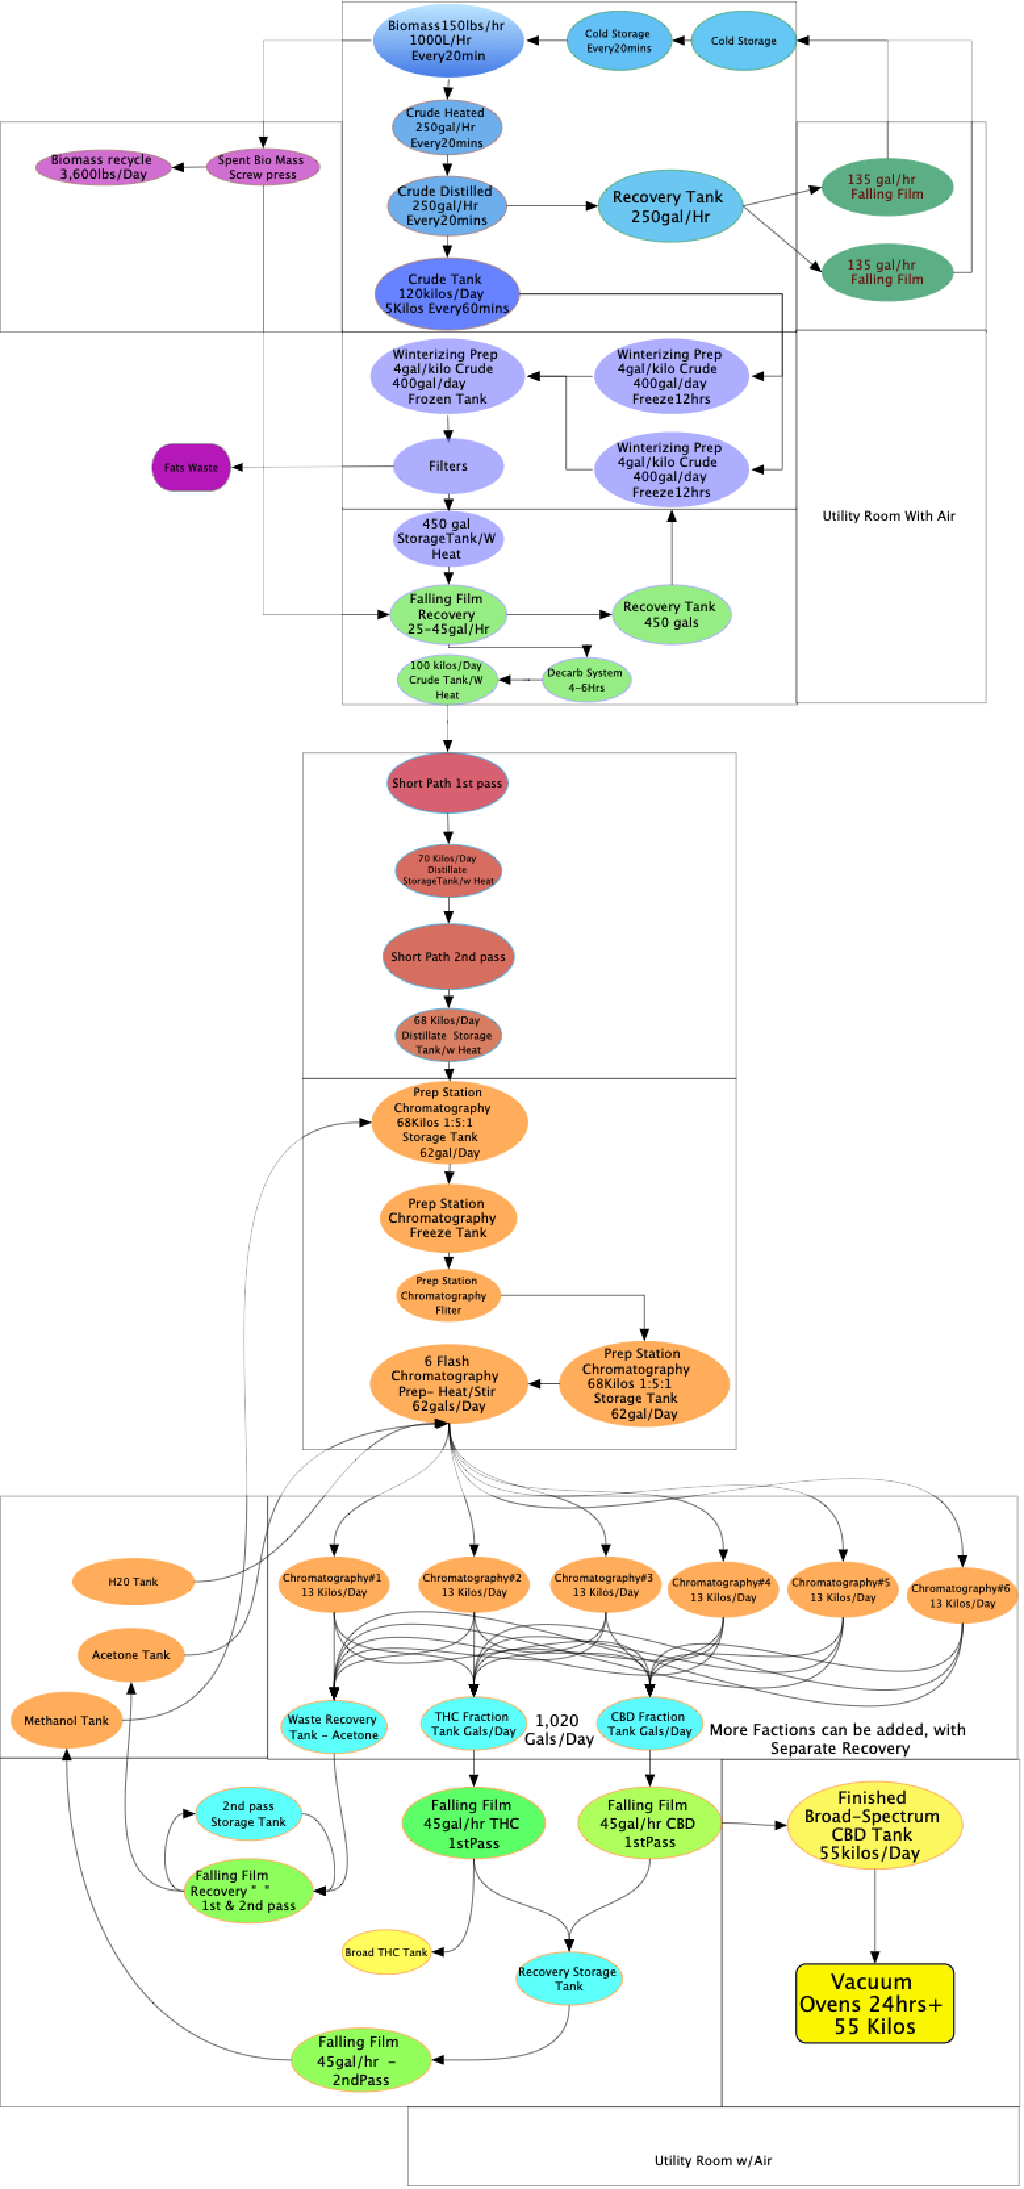 Biomass150lbs/hr
1000L/Hr
Every20min
Cold Storage
Every20mins
Cold Storage
Crude Heated
250gal/Hr
Every20mins
Biomass recycle
3,600lbs/Day
Spent Bio Mass
Screw press
Crude Distilled
250gal/Hr
Every20mins
Recovery Tank
250gal/Hr
135 gal/hr
Falling Film
135 gal/hr
Falling Film
Crude Tank
120kilos/Day
5Kilos Every60mins
Winterizing Prep
4gal/kilo Crude
400gal/day
Frozen Tank
Winterizing Prep
4gal/kilo Crude
400gal/day
Freeze12hrs
Fats Waste
Filters
Winterizing Prep
4gal/kilo Crude
400gal/day
Freeze12hrs
Utility Room With Air
450 gal
StorageTank/W
Heat
Falling Film
Recovery
25-45gal/Hr
Recovery Tank
450 gals
100 kilos/Day
Crude Tank/W
Heat
Decarb System
4-6Hrs
Short Path 1st pass
70 Kilos/Day
Distillate
StorageTank/w Heat
Short Path 2nd pass
68 Kilos/Day
Distillate Storage
Tank/w Heat
Prep Station
Chromatography
68Kilos 1:5:1
Storage Tank
62gal/Day
Prep Station
Chromatography
Freeze Tank
Prep Station
Chromatography
Fliter
6 Flash
Chromatography
Prep- Heat/Stir
62gals/Day
Prep Station
Chromatography
68Kilos 1:5:1
Storage Tank
62gal/Day
H20 Tank
Chromatography#1
13 Kilos/Day
Chromatography#2
13 Kilos/Day
Chromatography#3
13 Kilos/Day
Chromatography#4
13 Kilos/Day
Chromatography#5
13 Kilos/Day
Chromatography#6
13 Kilos/Day
Acetone Tank
Methanol Tank
Waste Recovery
Tank - Acetone
THC Fraction
Tank Gals/Day
1,020
Gals/Day
CBD Fraction
Tank Gals/Day
More Factions can be added, with
Separate Recovery
2nd pass
Storage Tank
Falling Film
45gal/hr THC
1stPass
Falling Film
45gal/hr CBD
1stPass
Finished
Broad-Spectrum
CBD Tank
55kilos/Day
Falling Film
Recovery " "
1st & 2nd pass
Broad THC Tank
Recovery Storage
Tank
Vacuum
Ovens 24hrs+
55 Kilos
Falling Film
45gal/hr -
2ndPass
Utility Room w/Air